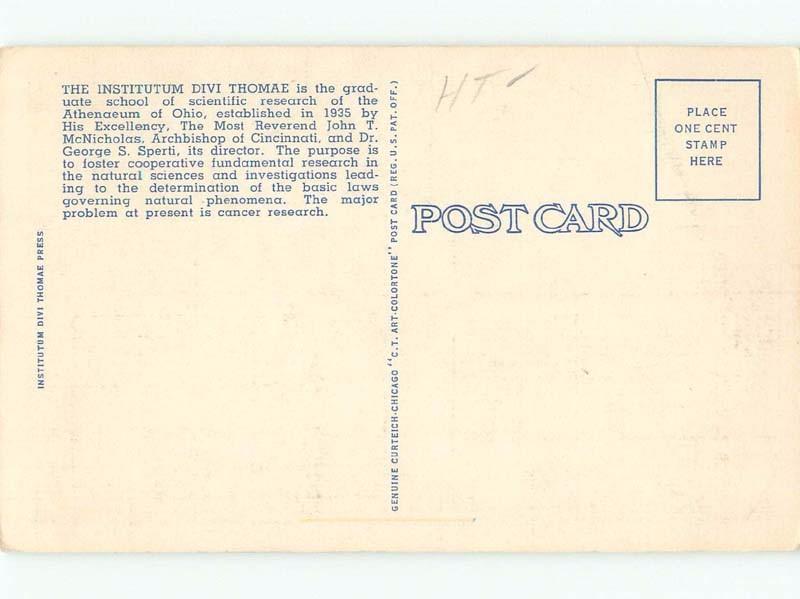 THE INSTITUTUM DIVI THOMAE is the grad-
uate school of scientific research of the
Athenaeum of Ohio, established in 1935 by
His Excellency, The Most Reverend John T.
McNicholas, Archbishop of Cincinnati, and Dr.
George S. Sperti, its director. The purpose is
to foster cooperative fundamental research in
the natural sciences and investigations lead-
ing to the determination of the basic laws
governing natural phenomena. The major
problem at present is cancer research.
INSTITUTUM DIVI THOMAE PRESS
GENUINE CURTEICH-CHICAGO "C.T. ART-COLORTONE" POST CARD (REG. U.S. PAT. OFF.)
HT
POST CARD
PLACE
ONE CENT
STAMP
HERE